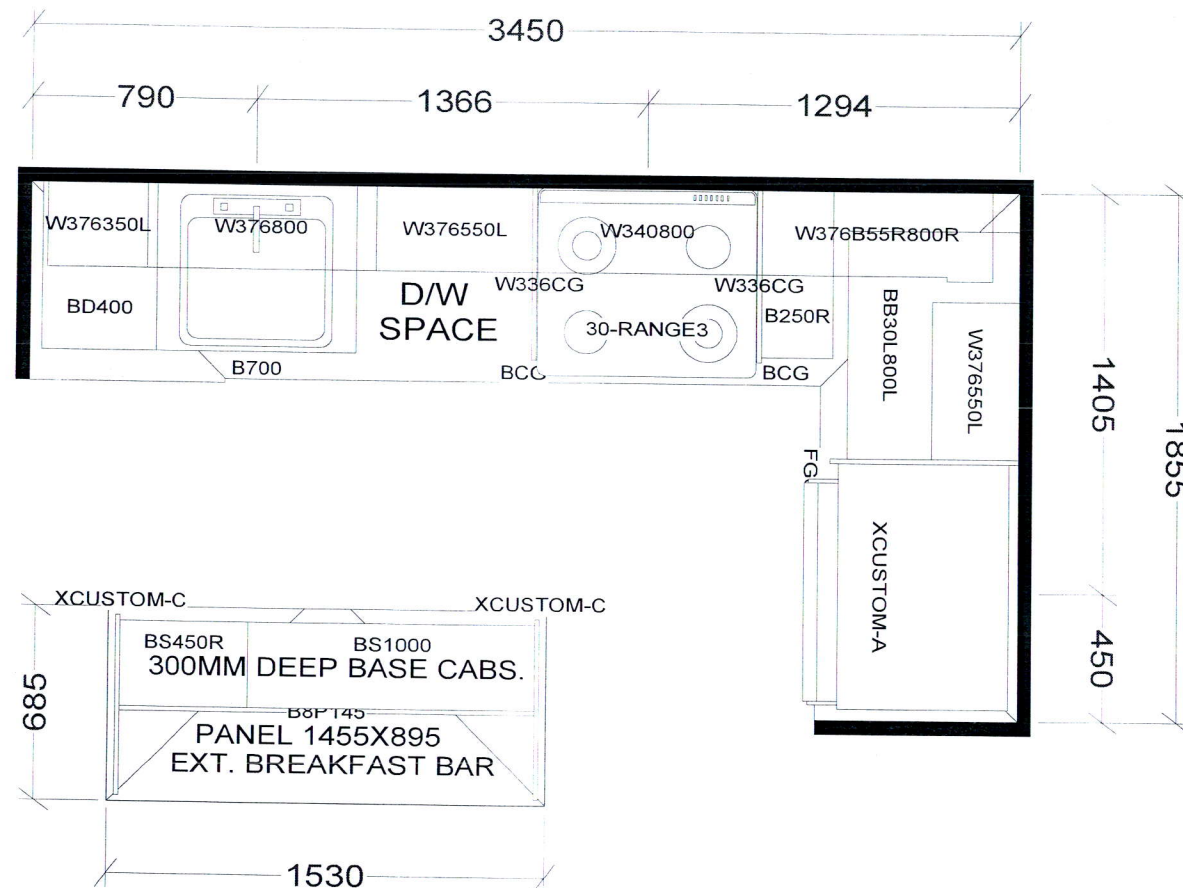 3450
790
1366
1294
W376350L
W376800
W376550L
W340800
W376B55R800R
W336CG
W336CG
BD400
D/W
SPACE
30-RANGE3
B250R
BB30L800L
W376550L
B700
BCG
BCG
1405
1855
FG
XCUSTOM-A
450
XCUSTOM-C
XCUSTOM-C
BS450R
BS1000
300MM DEEP BASE CABS.
685
B8P145
PANEL 1455X895
EXT. BREAKFAST BAR
1530